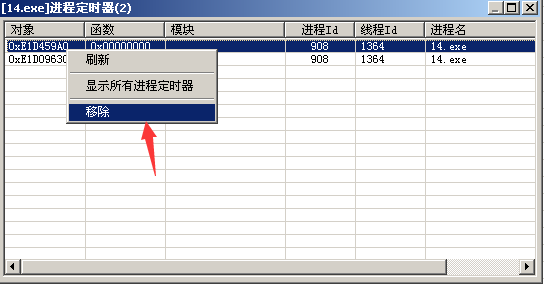 [14.exe]进程定时器(2)
对象 函数 模块 进程Id 线程Id 进程名
0xE1D459A0 0x00000000 908 1364 14.exe
0xE1D0963C 908 1364 14.exe
刷新
显示所有进程定时器
移除